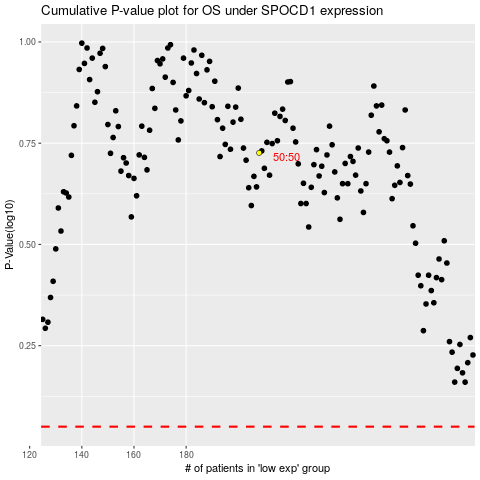 Cumulative P-value plot for OS under SPOCD1 expression
1.00
0.75
0.50
0.25
P-Value(log10)
50:50
120 140 160 180
# of patients in 'low exp' group